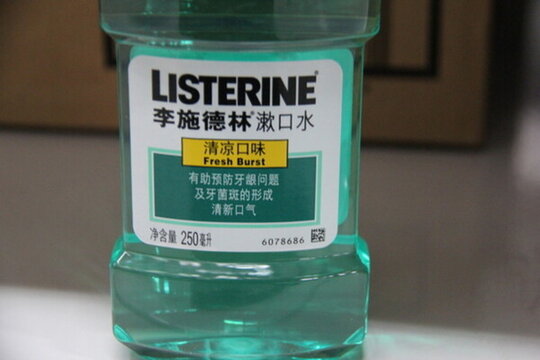 LISTERINE®
李施德林®漱口水
清凉口味
Fresh Burst
有助预防牙龈问题
及牙菌斑的形成
清新口气
净含量 250毫升
6078686